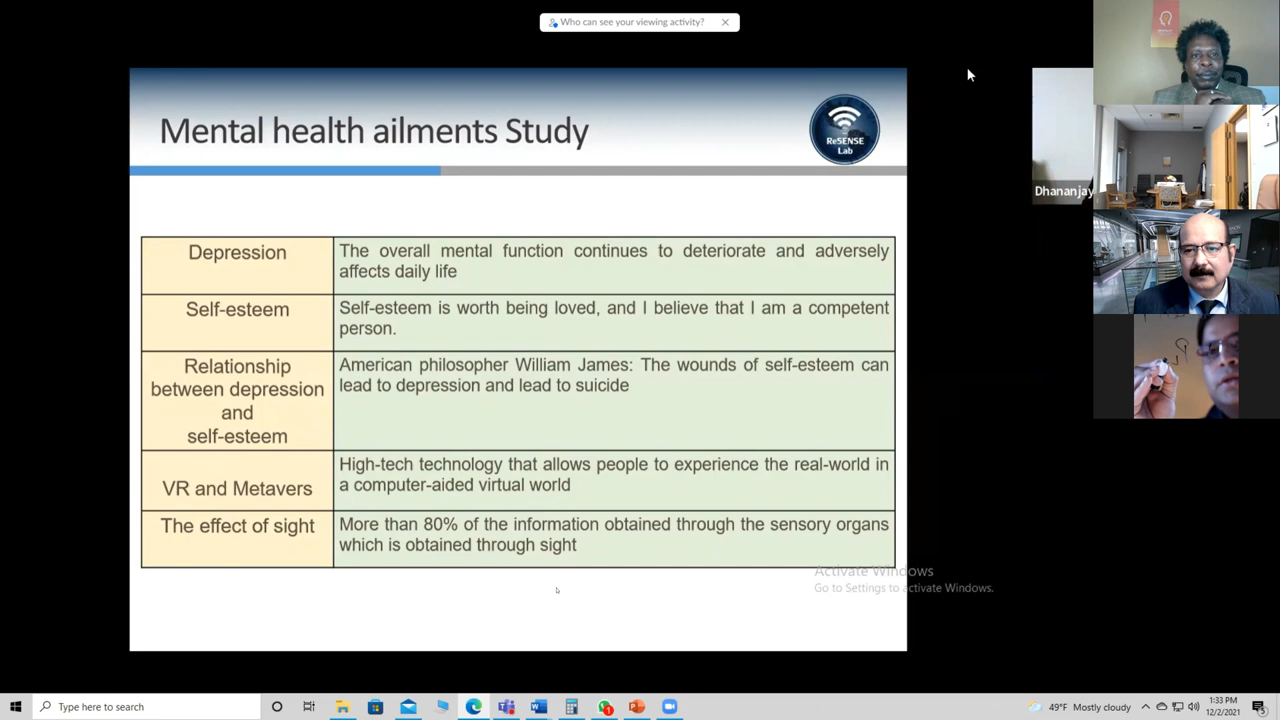 Who can see your viewing activity?
Mental health ailments Study
ReSENSE
Lab
Dhananjay
Depression
The overall mental function continues to deteriorate and adversely
affects daily life
Self-esteem
Self-esteem is worth being loved, and I believe that I am a competent
person.
Relationship
between depression
and
self-esteem
American philosopher William James: The wounds of self-esteem can
lead to depression and lead to suicide
VR and Metavers
High-tech technology that allows people to experience the real-world in
a computer-aided virtual world
The effect of sight
More than 80% of the information obtained through the sensory organs
which is obtained through sight
Activate Windows
Go to Settings to activate Windows.
Type here to search
49°F Mostly cloudy
1:33 PM
12/2/2021